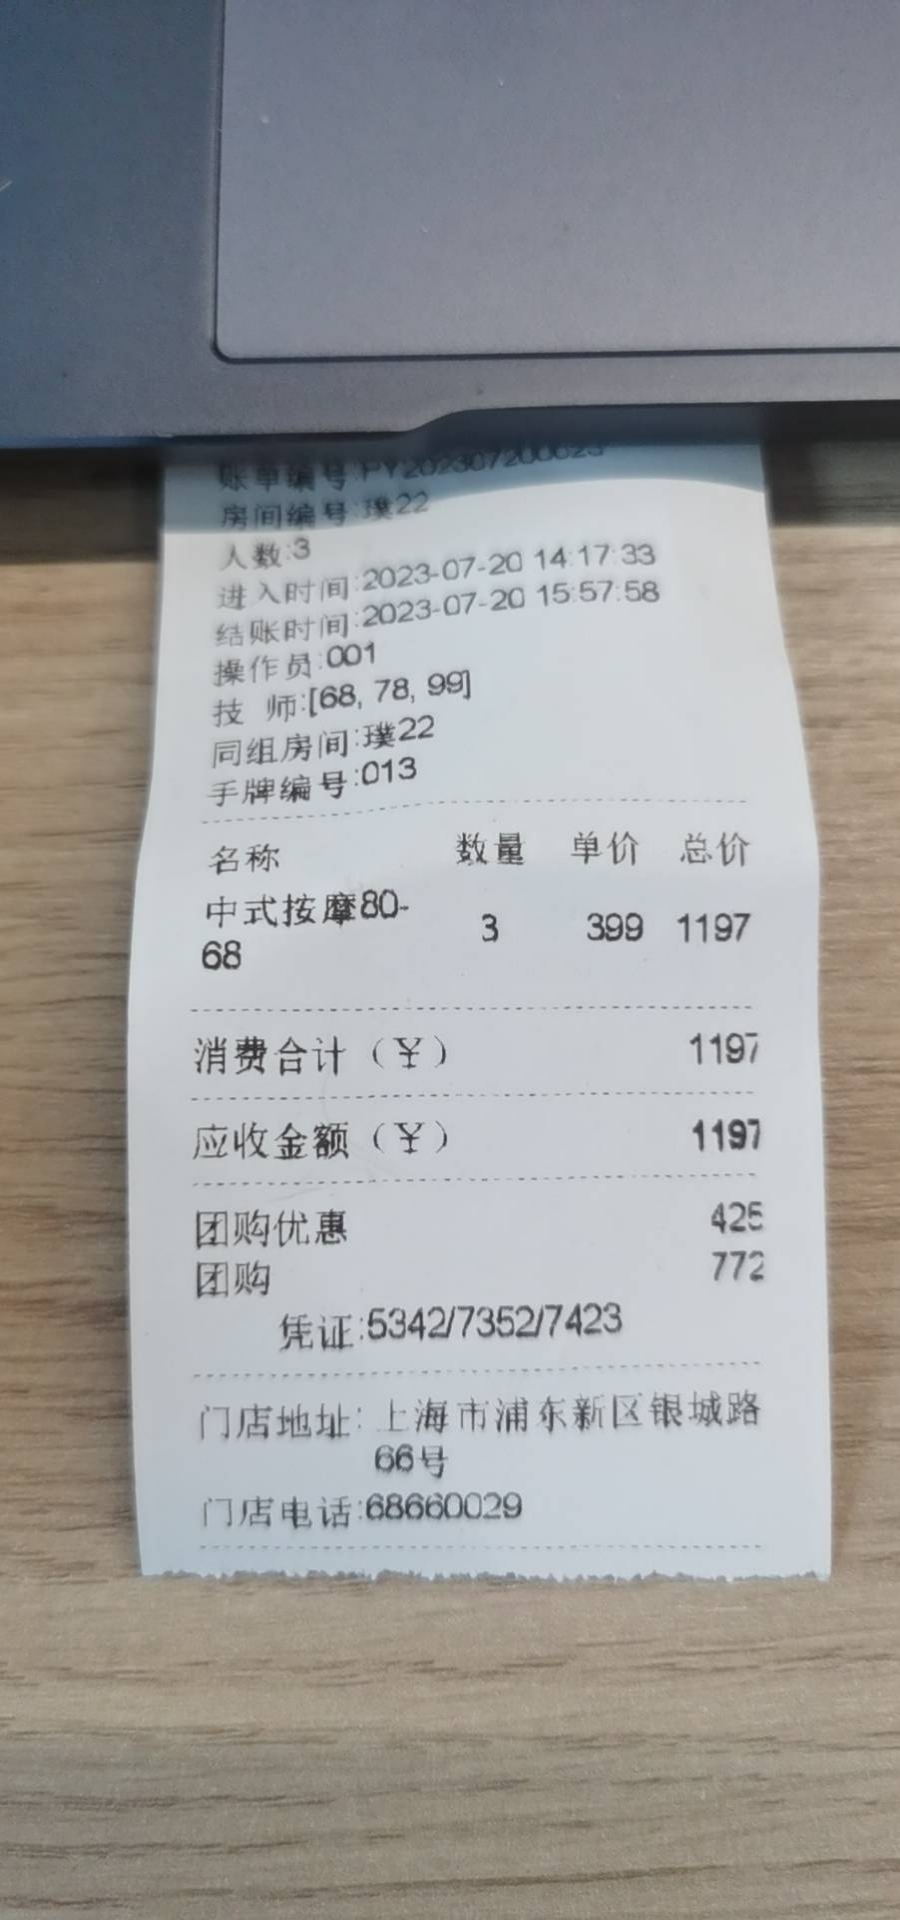 账单编号:PY202307200623
房间编号:璞22
人数:3
进入时间:2023-07-20 14:17:33
结账时间:2023-07-20 15:57:58
操作员:001
技 师:[68, 78, 99]
同组房间:璞22
手牌编号:013
名称 数量 单价 总价
中式按摩80- 3 399 1197
68
消费合计（¥） 1197
应收金额（¥） 1197
团购优惠 425
团购 772
凭证:5342/7352/7423
门店地址: 上海市浦东新区银城路
66号
门店电话:68660029